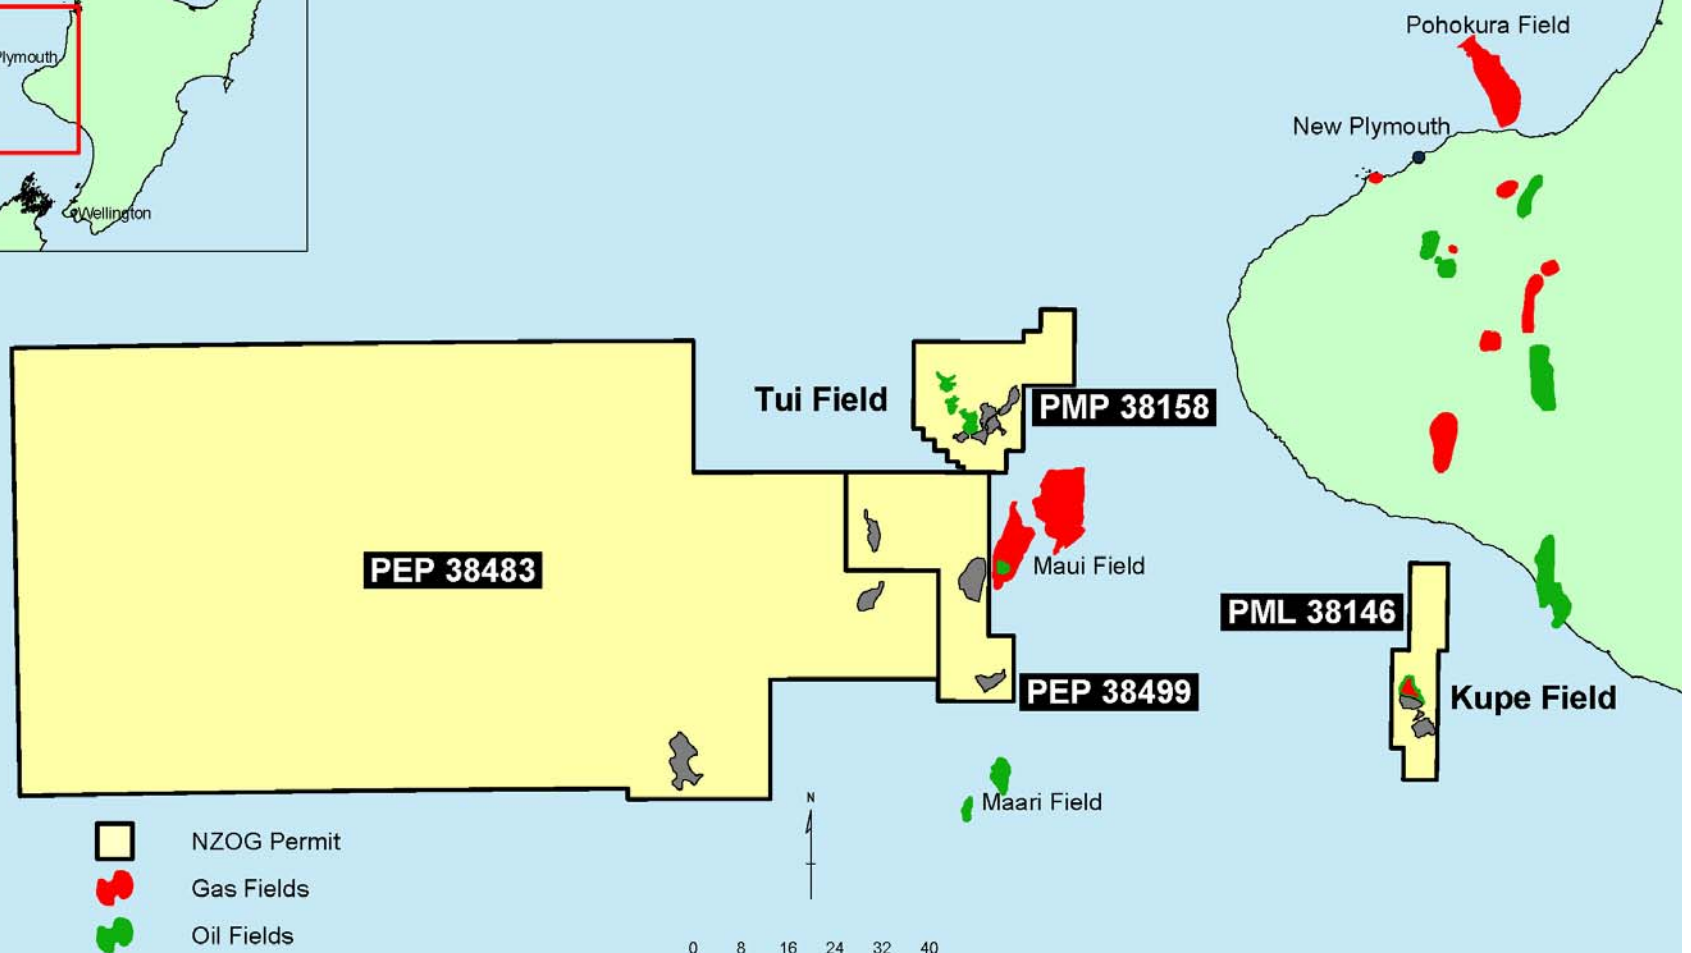 Pohokura Field
lymouth
New Plymouth
Wellington
Tui Field
PMP 38158
PEP 38483
Maui Field
PML 38146
PEP 38499
Kupe Field
Maari Field
N
NZOG Permit
Gas Fields
Oil Fields
0 8 16 24 32 40